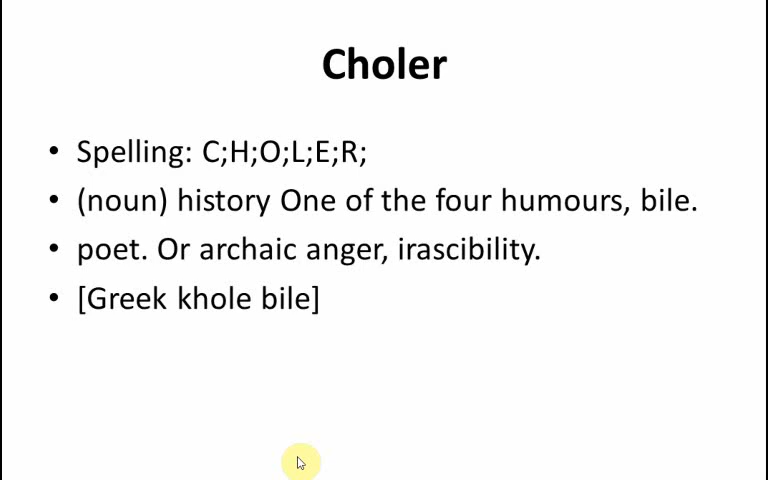 Choler
• Spelling: C;H;O;L;E;R;
• (noun) history One of the four humours, bile.
• poet. Or archaic anger, irascibility.
• [Greek khole bile]